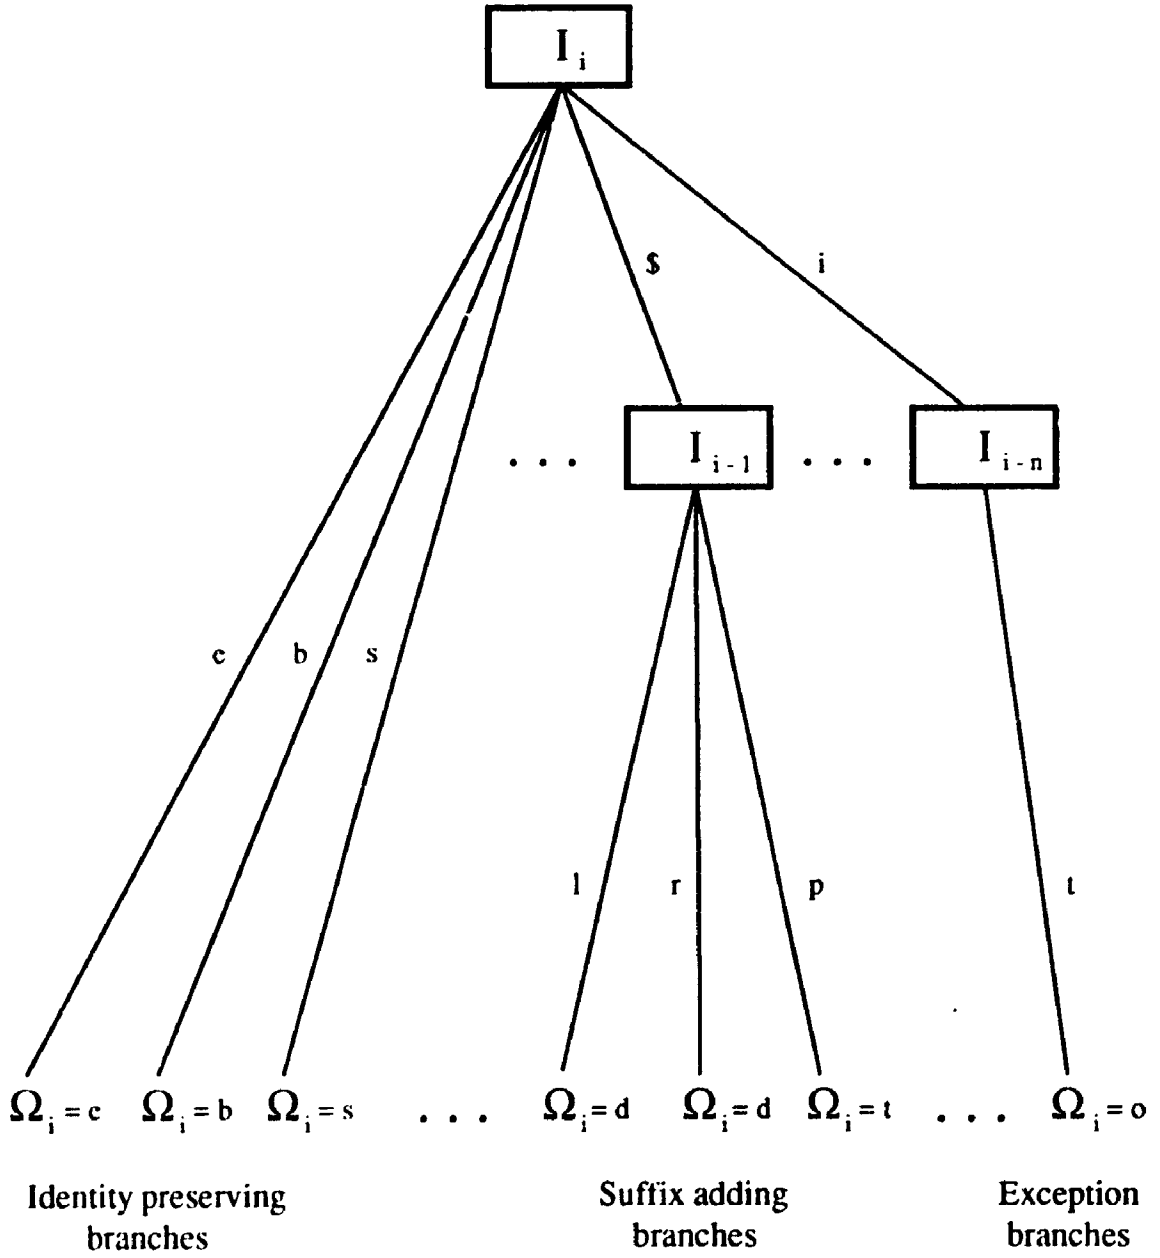 I i
$ i
. . . I i - 1 . . . I i - n
c b s
l r p t
Ω i = c Ω i = b Ω i = s . . . Ω i = d Ω i = d Ω i = t . . . Ω i = o
Identity preserving
branches
Suffix adding
branches
Exception
branches